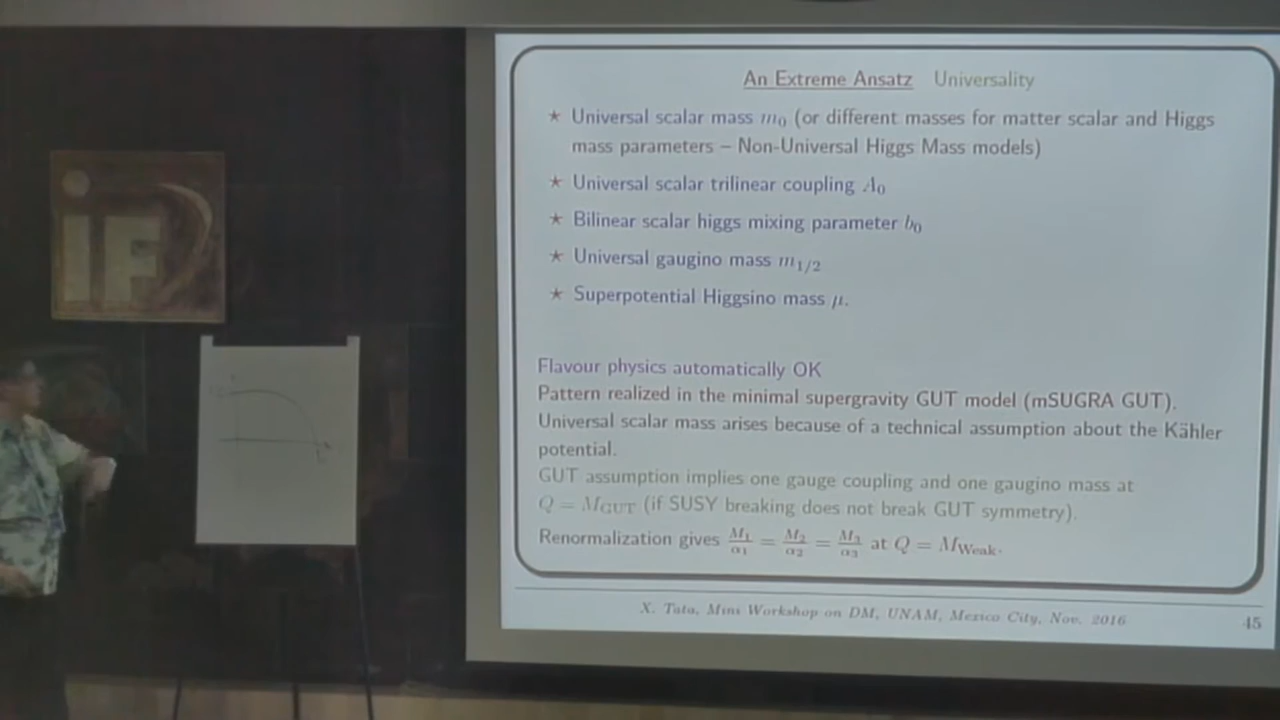 An Extreme Ansatz Universality
★ Universal scalar mass m₀ (or different masses for matter scalar and Higgs
mass parameters – Non-Universal Higgs Mass models)
★ Universal scalar trilinear coupling A₀
★ Bilinear scalar higgs mixing parameter b₀
★ Universal gaugino mass m₁/₂
★ Superpotential Higgsino mass μ.
Flavour physics automatically OK
Pattern realized in the minimal supergravity GUT model (mSUGRA GUT).
Universal scalar mass arises because of a technical assumption about the Kähler
potential.
GUT assumption implies one gauge coupling and one gaugino mass at
Q = M_GUT (if SUSY breaking does not break GUT symmetry).
Renormalization gives M₁/α₁ = M₂/α₂ = M₃/α₃ at Q = M_Weak.
X. Tata, Mini Workshop on DM, UNAM, Mexico City, Nov. 2016
45
iF